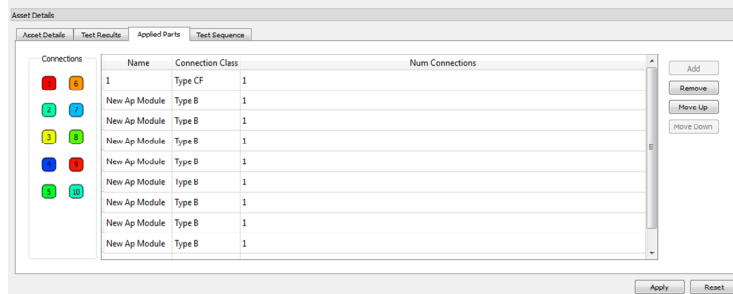 Asset Details
Asset Details Test Results Applied Parts Test Sequence
Connections
Name Connection Class Num Connections
1 Type CF 1
New Ap Module Type B 1
New Ap Module Type B 1
New Ap Module Type B 1
New Ap Module Type B 1
New Ap Module Type B 1
New Ap Module Type B 1
New Ap Module Type B 1
New Ap Module Type B 1
1 6
2 7
3 8
4 9
5 10
Add
Remove
Move Up
Move Down
Apply Reset